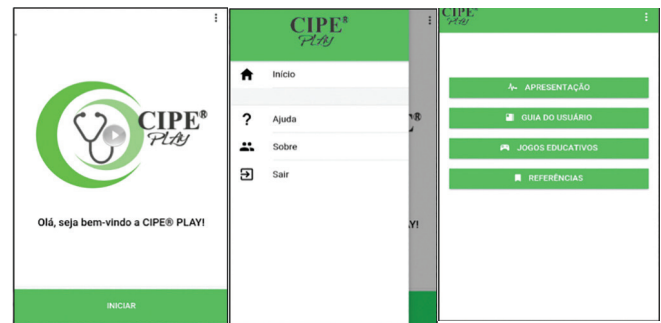 CIPE®
PLAY
Olá, seja bem-vindo a CIPE® PLAY!
INICIAR
CIPE®
PLAY
Início
Ajuda
Sobre
Sair
®
Y!
CIPE®
PLAY
APRESENTAÇÃO
GUIA DO USUÁRIO
JOGOS EDUCATIVOS
REFERÊNCIAS